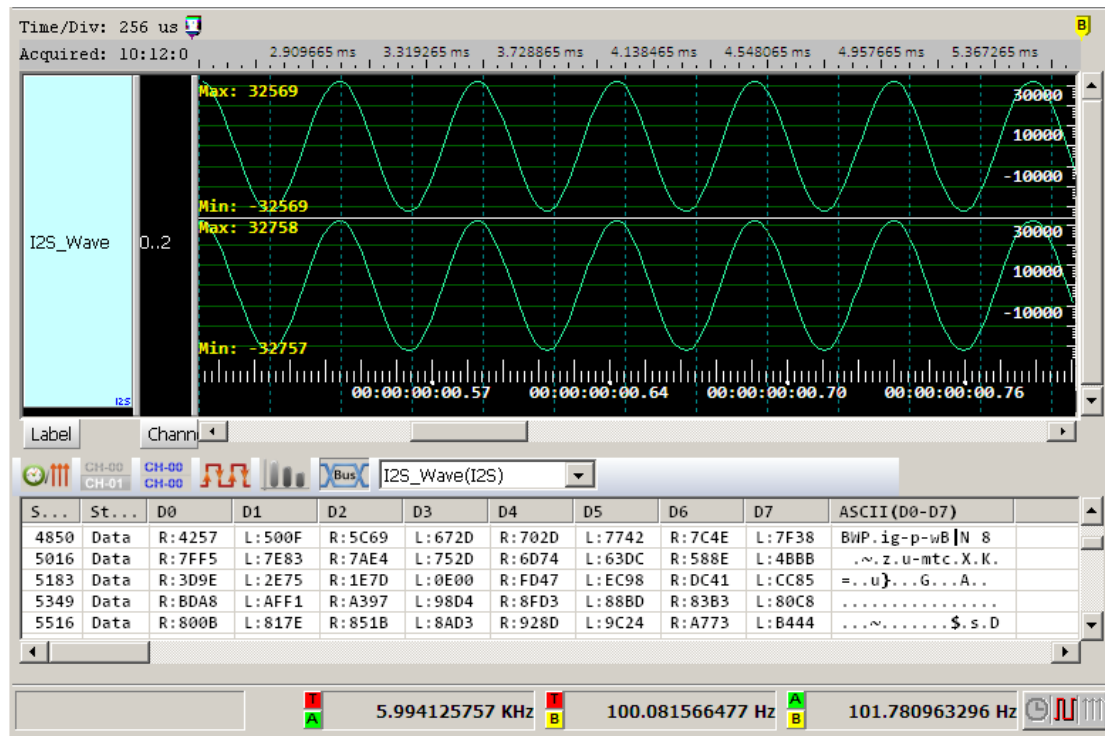 Time/Div: 256 us
B
Acquired: 10:12:0
2.909665 ms 3.319265 ms 3.728865 ms 4.138465 ms 4.548065 ms 4.957665 ms 5.367265 ms
Max: 32569
30000
10000
-10000
Min: -32569
I2S_Wave 0..2
Max: 32758
30000
10000
-10000
Min: -32757
00:00:00:00.57 00:00:00:00.64 00:00:00:00.70 00:00:00:00.76
I2S
Label Chann
CH-00 CH-01 CH-00 CH-00 Bus I2S_Wave(I2S)
S... St... D0 D1 D2 D3 D4 D5 D6 D7 ASCII(D0-D7)
4850 Data R:4257 L:500F R:5C69 L:672D R:702D L:7742 R:7C4E L:7F38 BWP.ig-p-wB|N 8
5016 Data R:7FF5 L:7E83 R:7AE4 L:752D R:6D74 L:63DC R:588E L:4BBB .~.z.u-mtc.X.K.
5183 Data R:3D9E L:2E75 R:1E7D L:0E00 R:FD47 L:EC98 R:DC41 L:CC85 =..u}...G...A..
5349 Data R:BDA8 L:AFF1 R:A397 L:98D4 R:8FD3 L:88BD R:83B3 L:80C8 ................
5516 Data R:800B L:817E R:851B L:8AD3 R:928D L:9C24 R:A773 L:B444 ...~.......$.s.D
T A 5.994125757 KHz T B 100.081566477 Hz A B 101.780963296 Hz